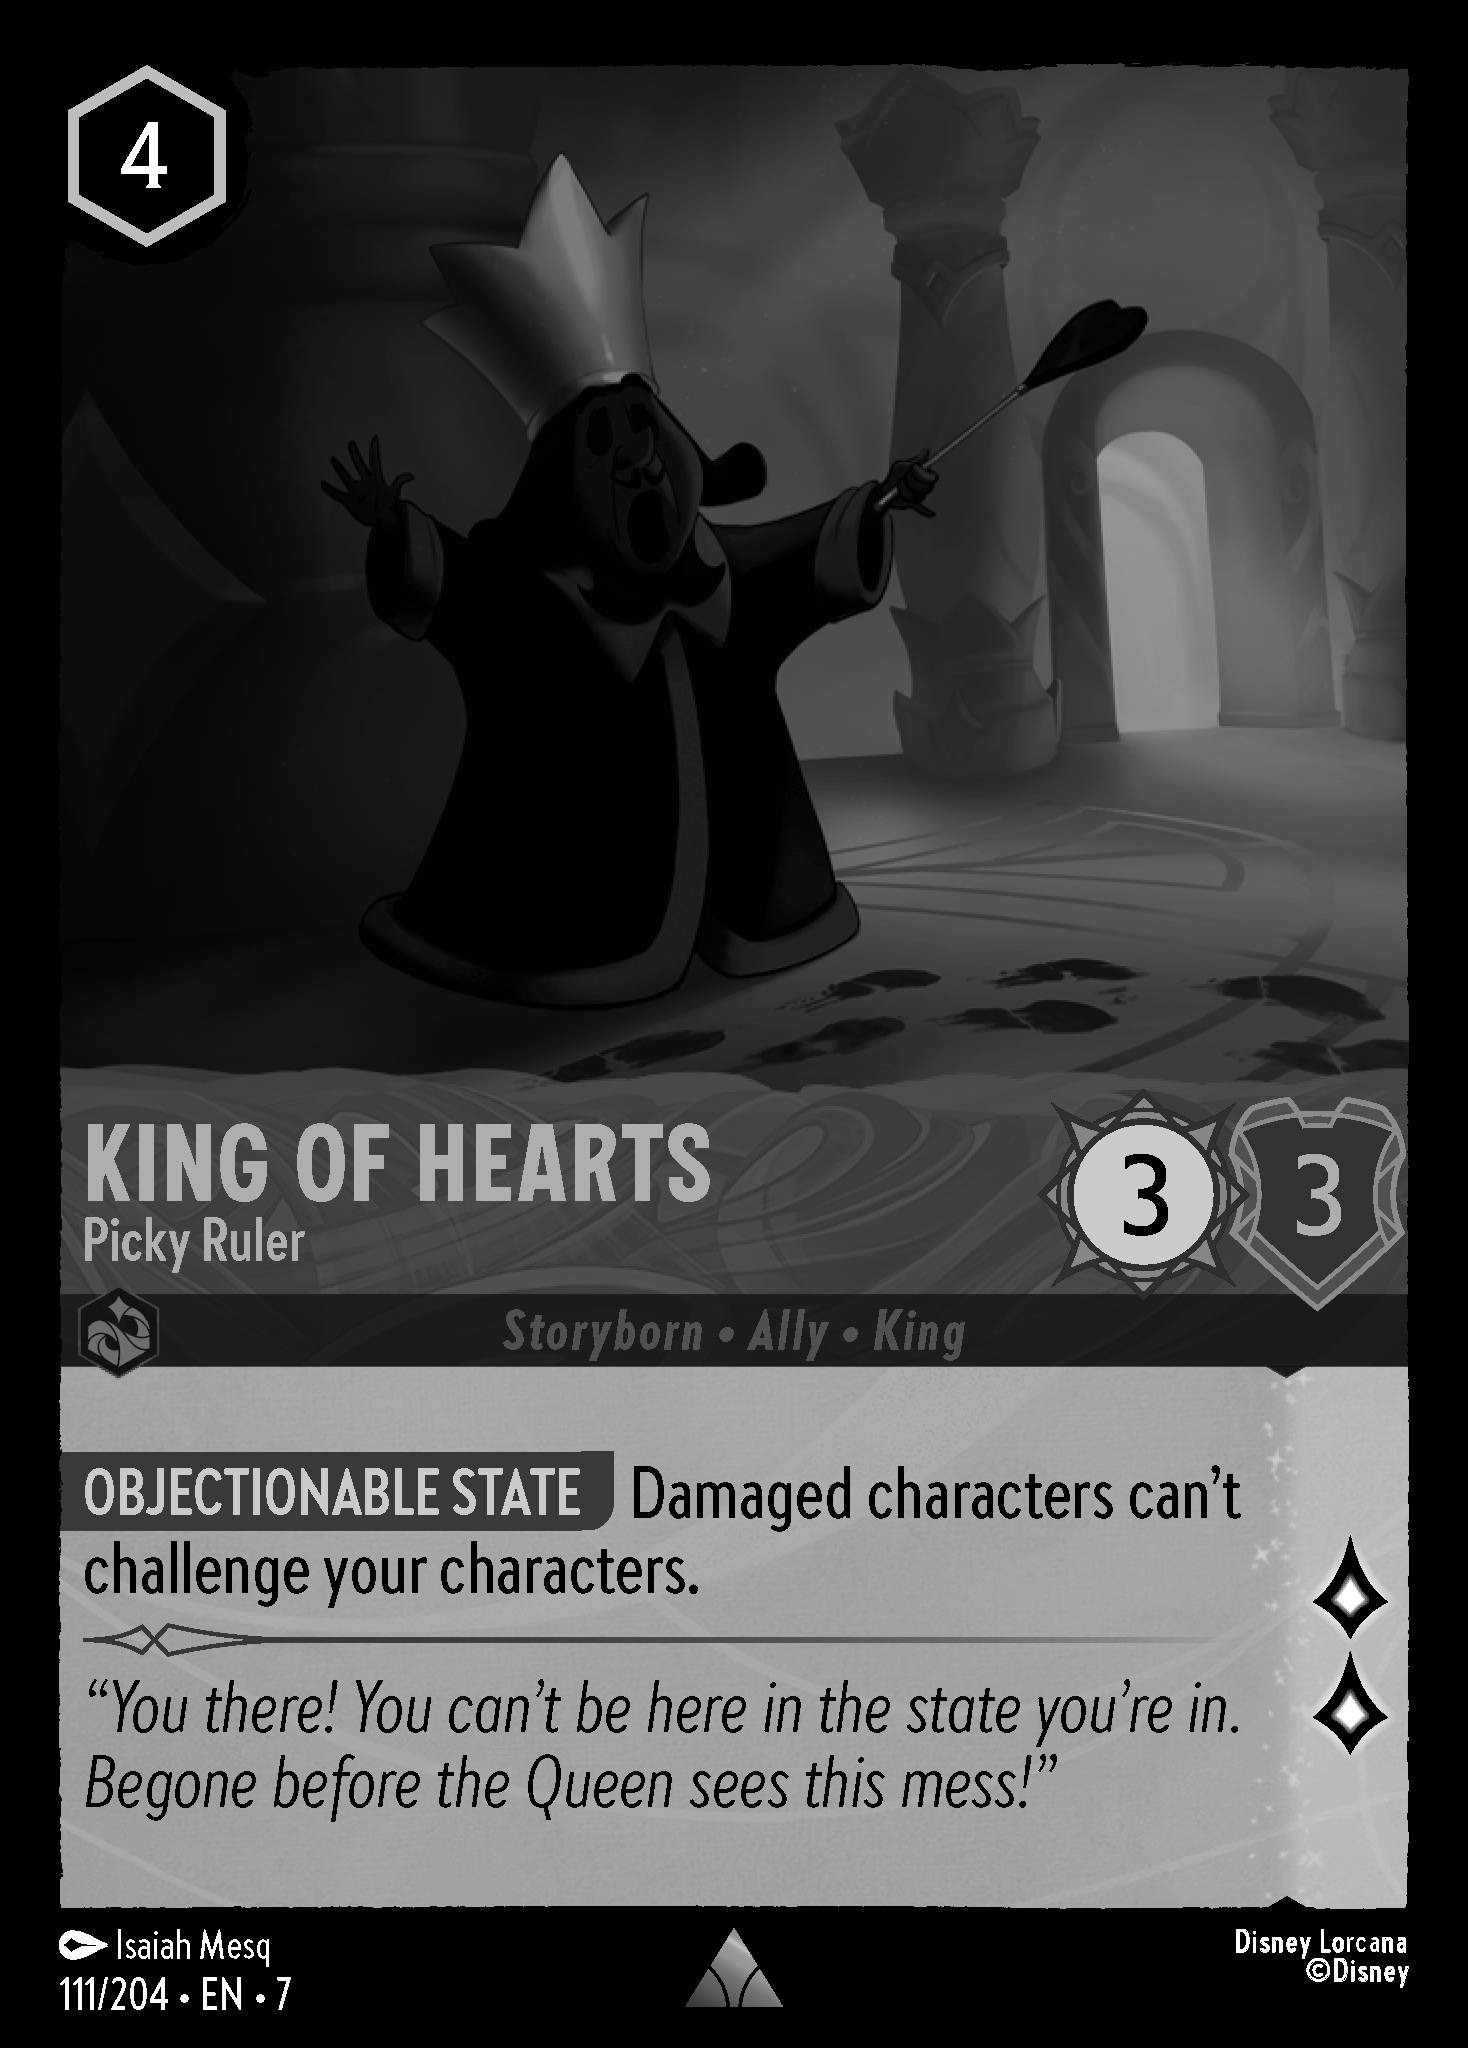 4
KING OF HEARTS
Picky Ruler
3
3
Storyborn • Ally • King
OBJECTIONABLE STATE Damaged characters can’t
challenge your characters.
“You there! You can’t be here in the state you’re in.
Begone before the Queen sees this mess!”
Isaiah Mesq
111/204 • EN • 7
Disney Lorcana
©Disney